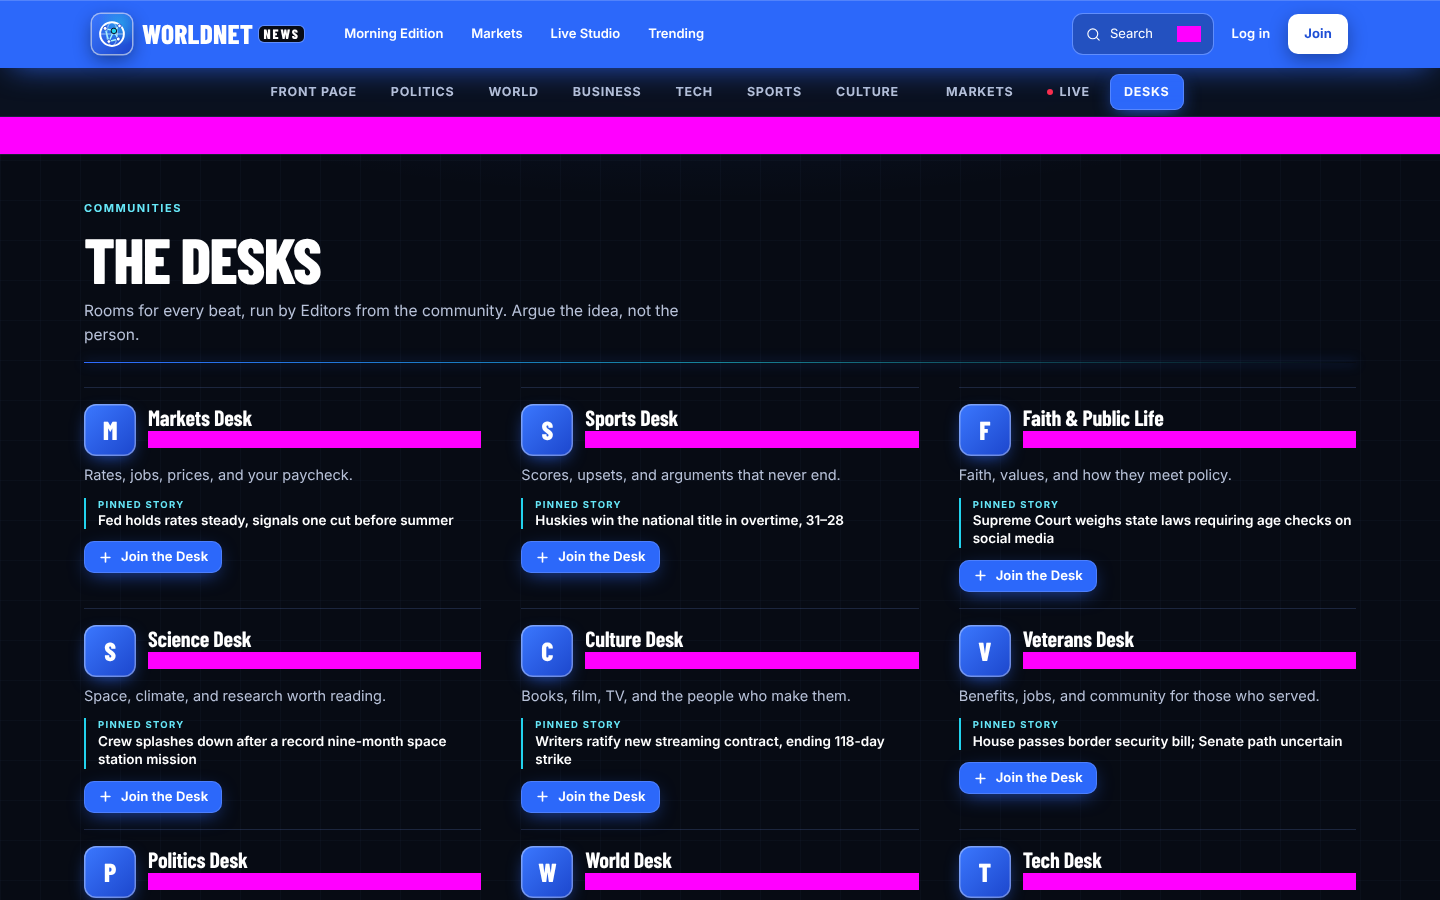 WORLDNET NEWS
Morning Edition
Markets
Live Studio
Trending
Search
Log in
Join
FRONT PAGE
POLITICS
WORLD
BUSINESS
TECH
SPORTS
CULTURE
MARKETS
LIVE
DESKS
COMMUNITIES
THE DESKS
Rooms for every beat, run by Editors from the community. Argue the idea, not the
person.
M
Markets Desk
Rates, jobs, prices, and your paycheck.
PINNED STORY
Fed holds rates steady, signals one cut before summer
Join the Desk
S
Sports Desk
Scores, upsets, and arguments that never end.
PINNED STORY
Huskies win the national title in overtime, 31–28
Join the Desk
F
Faith & Public Life
Faith, values, and how they meet policy.
PINNED STORY
Supreme Court weighs state laws requiring age checks on
social media
Join the Desk
S
Science Desk
Space, climate, and research worth reading.
PINNED STORY
Crew splashes down after a record nine-month space
station mission
Join the Desk
C
Culture Desk
Books, film, TV, and the people who make them.
PINNED STORY
Writers ratify new streaming contract, ending 118-day
strike
Join the Desk
V
Veterans Desk
Benefits, jobs, and community for those who served.
PINNED STORY
House passes border security bill; Senate path uncertain
Join the Desk
P
Politics Desk
W
World Desk
T
Tech Desk